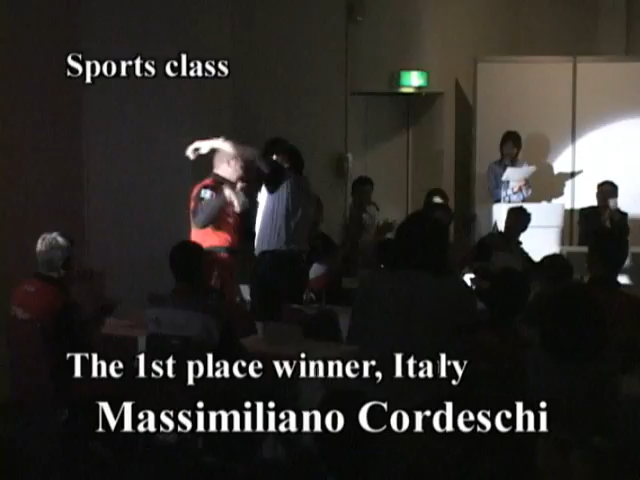 Sports class
The 1st place winner, Italy
Massimiliano Cordeschi